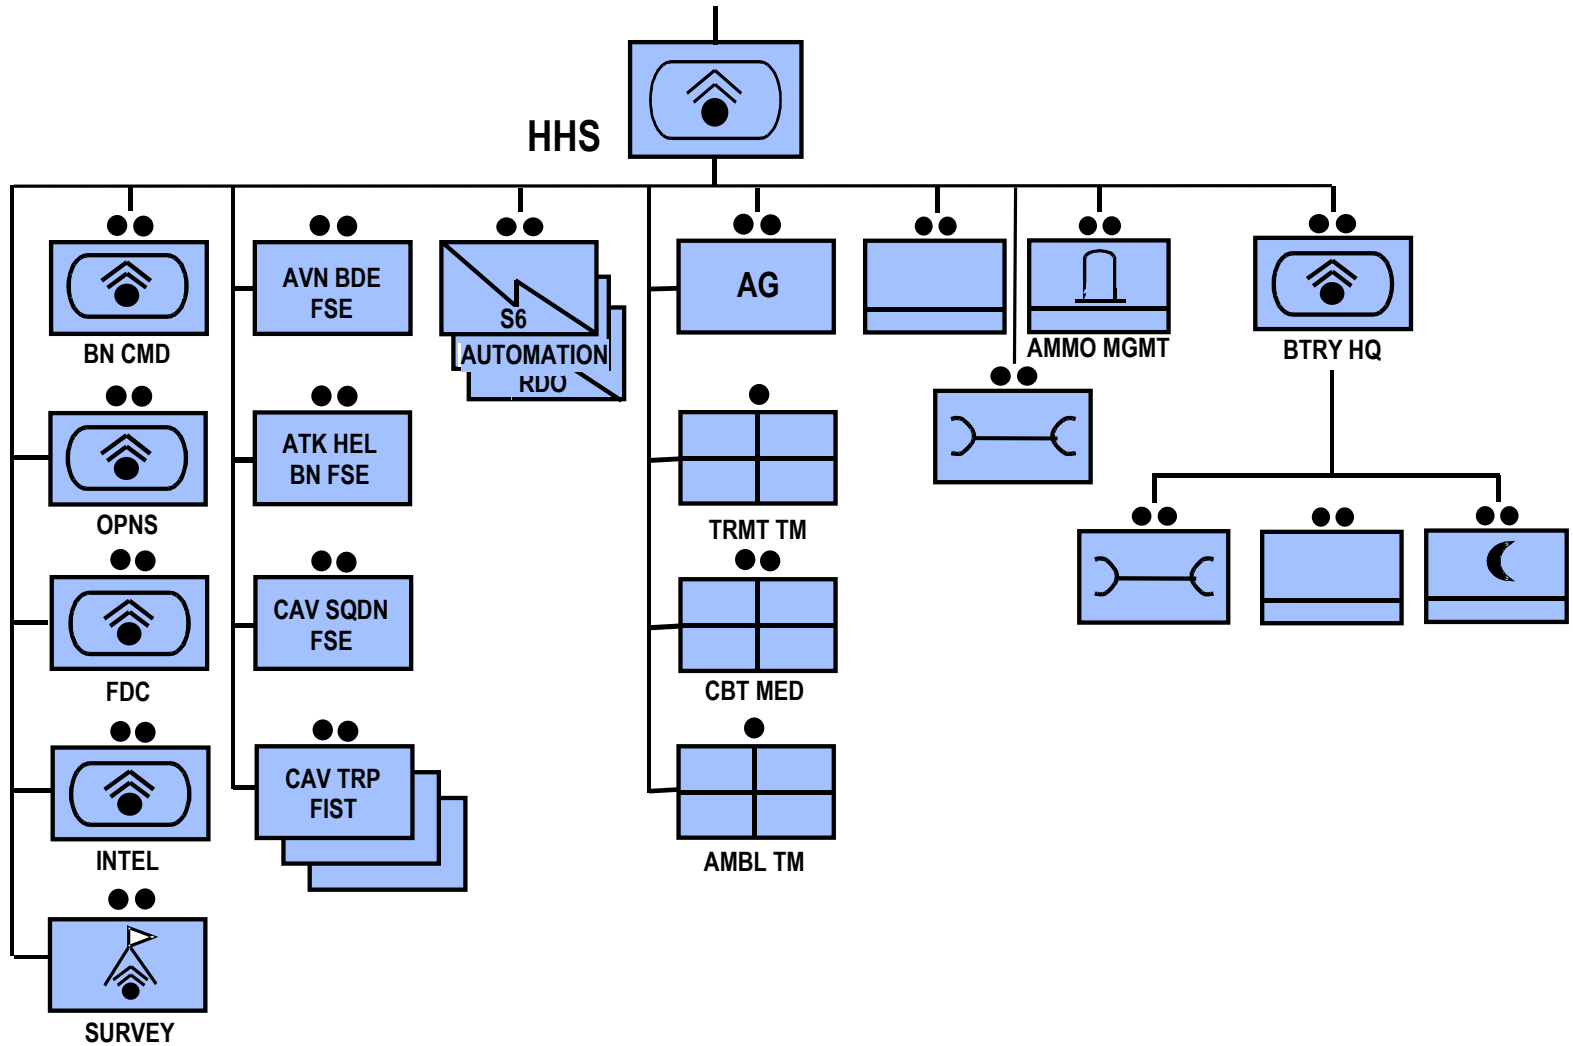 HHS
BN CMD
OPNS
FDC
INTEL
SURVEY
AVN BDE
FSE
ATK HEL
BN FSE
CAV SQDN
FSE
CAV TRP
FIST
S6
AUTOMATION
RDO
AG
TRMT TM
CBT MED
AMBL TM
AMMO MGMT
BTRY HQ